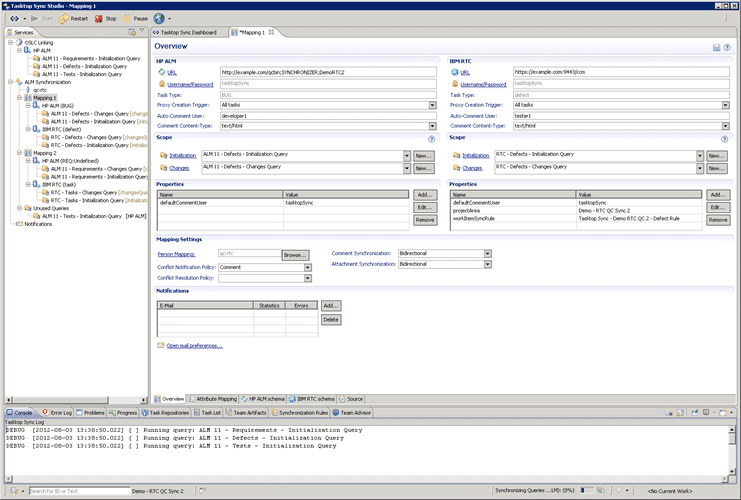 Tasktop Sync Studio - Mapping 1
Start Restart Stop Pause
Services
OSLC Linking
HP ALM
ALM 11 - Requirements - Initialization Query
ALM 11 - Defects - Initialization Query
ALM 11 - Tests - Initialization Query
ALM Synchronization
qc-rtc
Mapping 1
HP ALM (BUG)
ALM 11 - Defects - Changes Query
ALM 11 - Defects - Initialization Query
IBM RTC (defect)
RTC - Defects - Changes Query
RTC - Defects - Initialization Query
Mapping 2
HP ALM (REQ:Undefined)
ALM 11 - Requirements - Changes Query
ALM 11 - Requirements - Initialization Query
IBM RTC (task)
RTC - Tasks - Changes Query
RTC - Tasks - Initialization Query
Unused Queries
ALM 11 - Tests - Initialization Query [HP ALM]
Notifications
Tasktop Sync Dashboard *Mapping 1
Overview
HP ALM
URL http://example.com/qcbin;SYNCHRONIZER;DemoRTC2
Username/Password tasktopSync
Task Type: BUG
Proxy Creation Trigger: All tasks
Auto-Comment User: developer1
Comment Content-Type: text/html
IBM RTC
URL https://example.com:9443/ccm
Username/Password tasktopSync
Task Type: defect
Proxy Creation Trigger: All tasks
Auto-Comment User: tester1
Comment Content-Type: text/html
Scope
Initialization ALM 11 - Defects - Initialization Query New...
Changes ALM 11 - Defects - Initialization Query New...
Scope
Initialization RTC - Defects - Initialization Query New...
Changes RTC - Defects - Initialization Query New...
Properties
Name Value Add...
defaultCommentUser tasktopSync
Edit...
Remove
Properties
Name Value Add...
defaultCommentUser tasktopSync
projectArea Demo - RTC QC Sync 2 Edit...
workItemSyncRule Tasktop Sync - Demo RTC QC 2 - Defect Rule Remove
Mapping Settings
Person Mapping: qc-rtc Browse... Comment Synchronization: Bidirectional
Conflict Notification Policy: Comment Attachment Synchronization: Bidirectional
Conflict Resolution Policy:
Notifications
E-Mail Statistics Errors Add...
Delete
Open mail preferences...
Overview Attribute Mapping HP ALM schema IBM RTC schema Source
Console Error Log Problems Progress Task Repositories Task List Team Artifacts Synchronization Rules Team Advisor
Tasktop Sync Log
DEBUG [2012-08-03 13:38:50.022] [ ] Running query: ALM 11 - Requirements - Initialization Query
DEBUG [2012-08-03 13:38:50.022] [ ] Running query: ALM 11 - Defects - Initialization Query
DEBUG [2012-08-03 13:38:50.022] [ ] Running query: ALM 11 - Tests - Initialization Query
Search for ID or Text Demo - RTC QC Sync 2 Synchronizing Queries ...LM): (0%) <No Current Work>